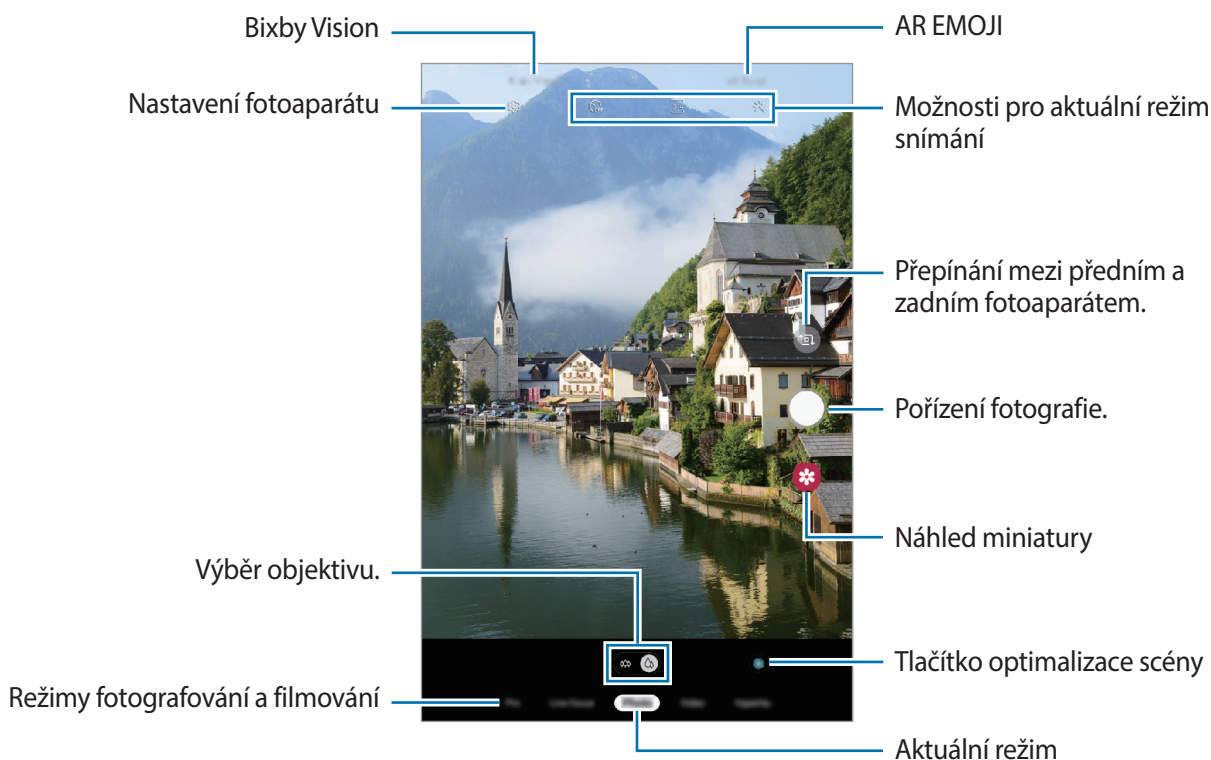 Bixby Vision
AR EMOJI
Nastavení fotoaparátu
Možnosti pro aktuální režim
snímání
Přepínání mezi předním a
zadním fotoaparátem.
Pořízení fotografie.
Náhled miniatury
Výběr objektivu.
Tlačítko optimalizace scény
Režimy fotografování a filmování
Aktuální režim